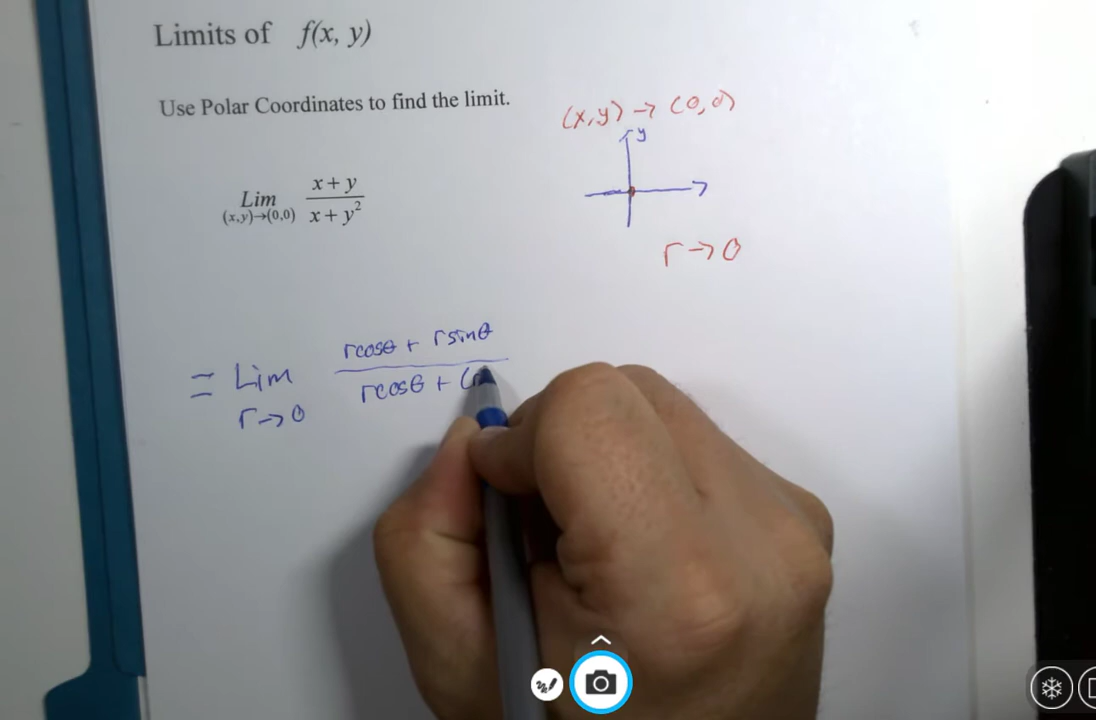 Limits of f(x, y)
Use Polar Coordinates to find the limit.
(x,y) → (0,0)
y
Lim x + y
(x,y)→(0,0) x + y²
r → 0
= Lim rcosθ + rsinθ
r → 0 rcosθ + (